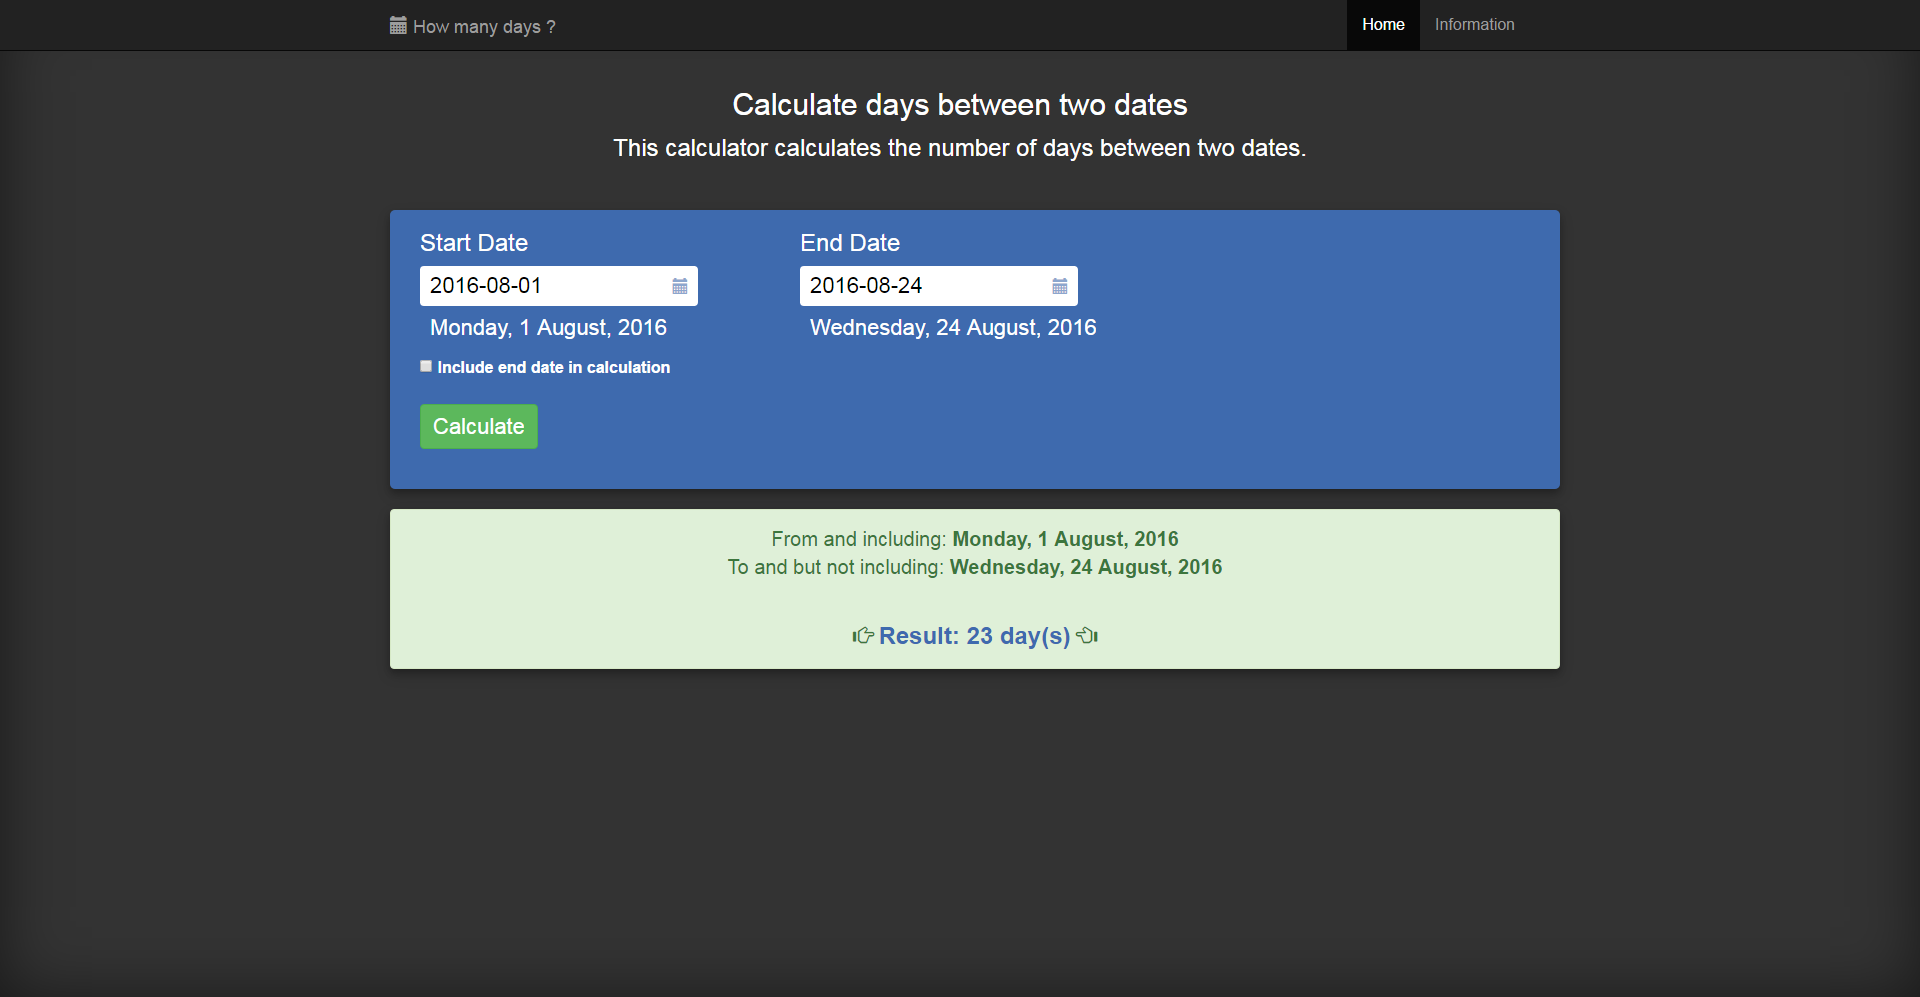 How many days ?
Home
Information
Calculate days between two dates
This calculator calculates the number of days between two dates.
Start Date
End Date
2016-08-01
2016-08-24
Monday, 1 August, 2016
Wednesday, 24 August, 2016
Include end date in calculation
Calculate
From and including: Monday, 1 August, 2016
To and but not including: Wednesday, 24 August, 2016
Result: 23 day(s)